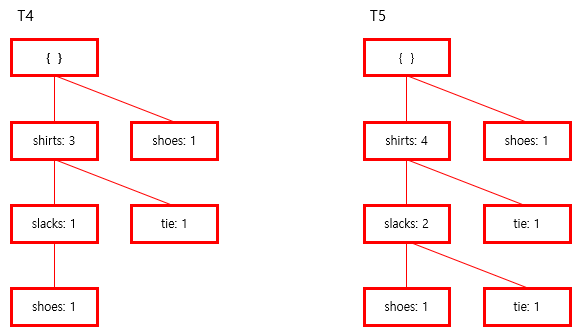 T4 T5
{ } { }
shirts: 3 shoes: 1 shirts: 4 shoes: 1
slacks: 1 tie: 1 slacks: 2 tie: 1
shoes: 1 shoes: 1 tie: 1